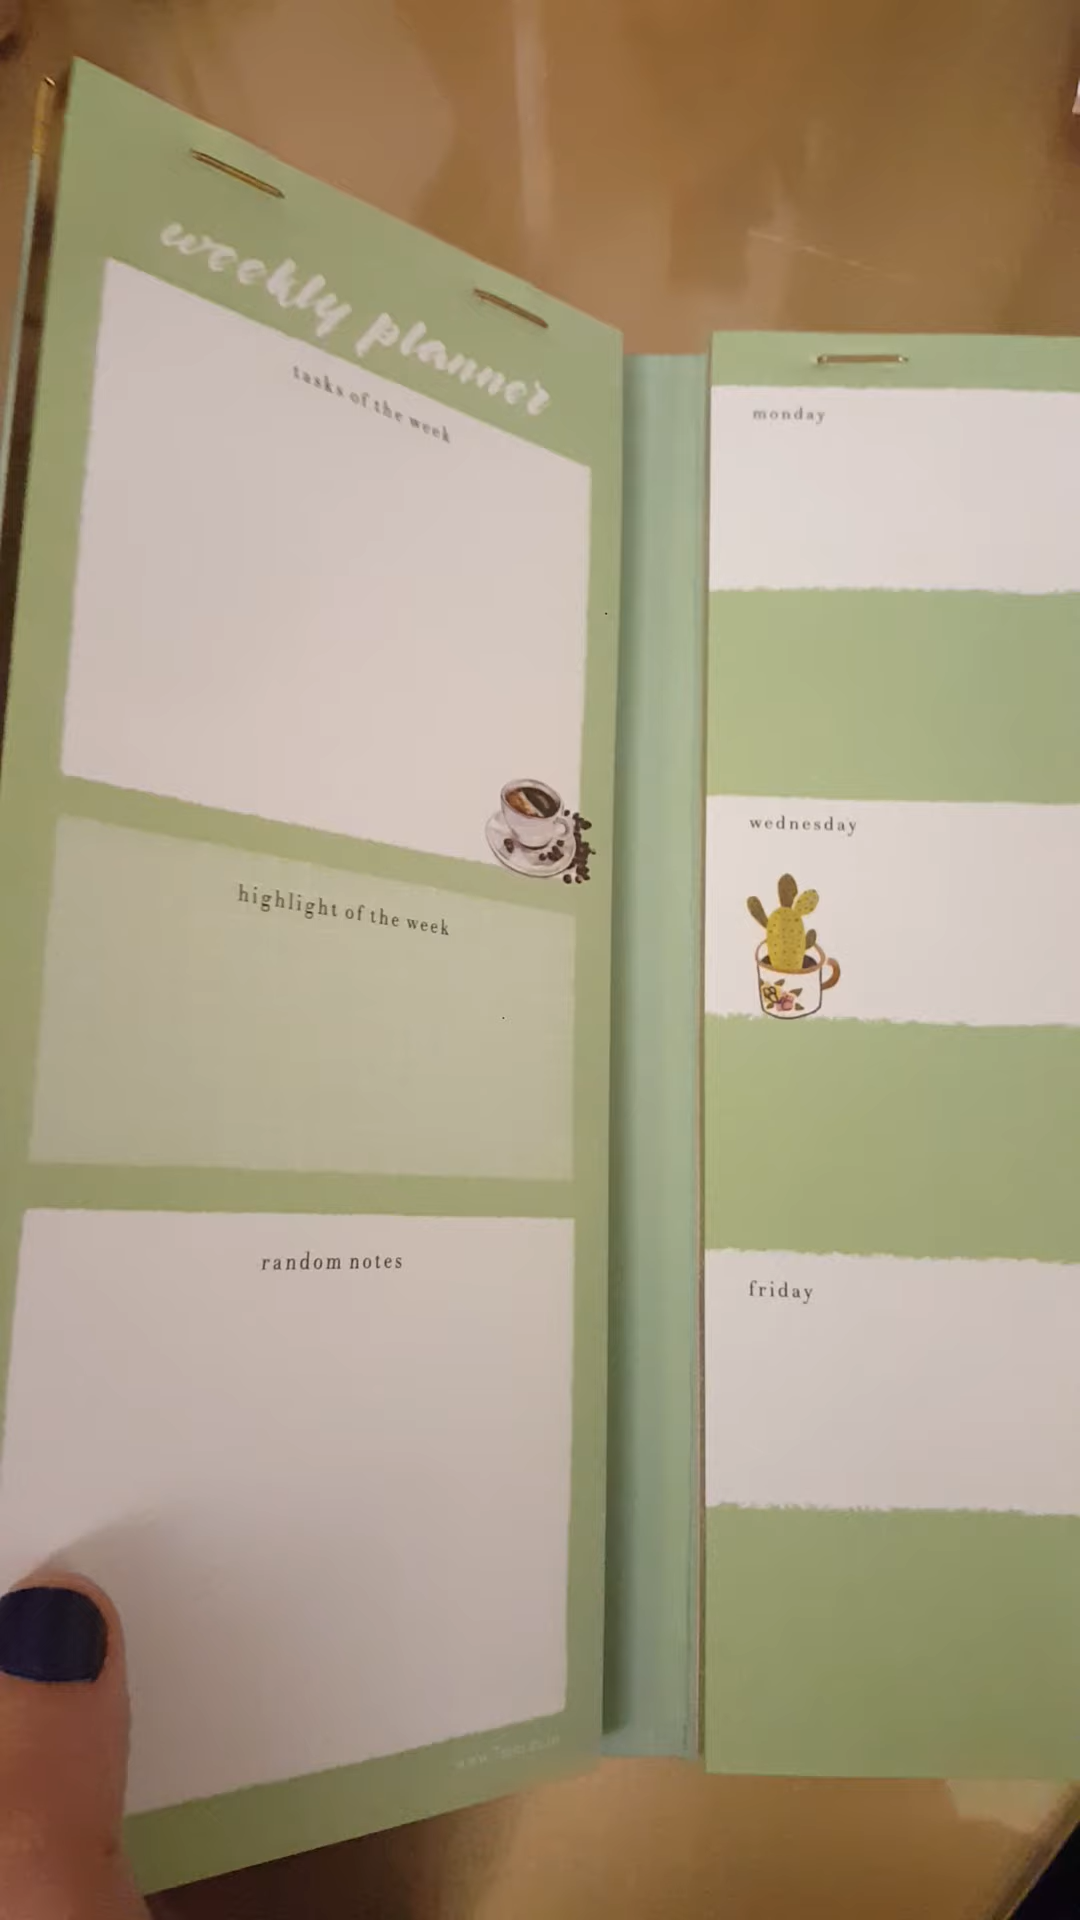 weekly planner
tasks of the week
highlight of the week
random notes
monday
wednesday
friday